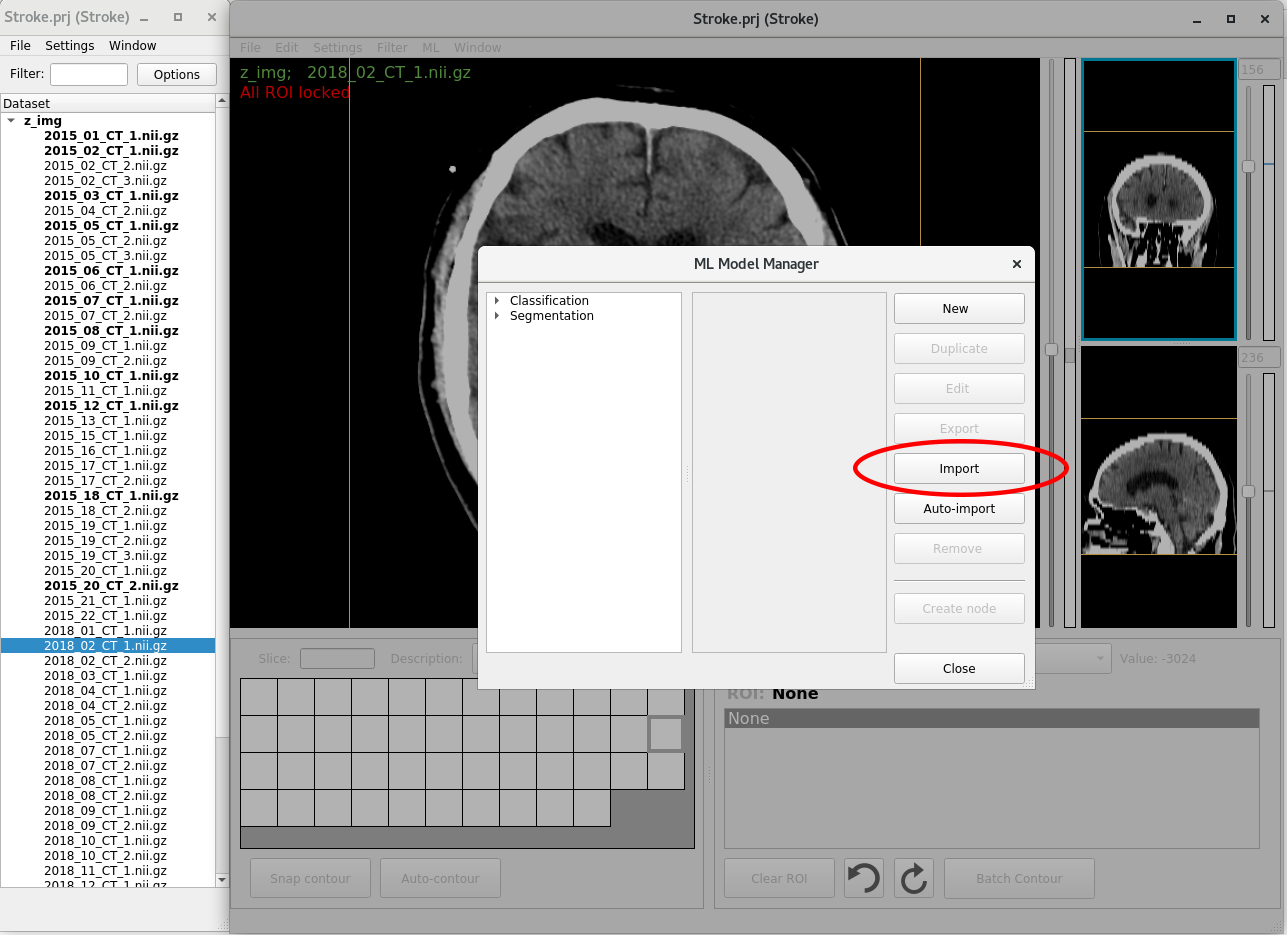 Stroke.prj (Stroke)
File Settings Window
Filter: Options
Dataset
z_img
2015_01_CT_1.nii.gz
2015_02_CT_1.nii.gz
2015_02_CT_2.nii.gz
2015_02_CT_3.nii.gz
2015_03_CT_1.nii.gz
2015_04_CT_2.nii.gz
2015_05_CT_1.nii.gz
2015_05_CT_2.nii.gz
2015_05_CT_3.nii.gz
2015_06_CT_1.nii.gz
2015_06_CT_2.nii.gz
2015_07_CT_1.nii.gz
2015_07_CT_2.nii.gz
2015_08_CT_1.nii.gz
2015_09_CT_1.nii.gz
2015_09_CT_2.nii.gz
2015_10_CT_1.nii.gz
2015_11_CT_1.nii.gz
2015_12_CT_1.nii.gz
2015_13_CT_1.nii.gz
2015_15_CT_1.nii.gz
2015_16_CT_1.nii.gz
2015_17_CT_1.nii.gz
2015_17_CT_2.nii.gz
2015_18_CT_1.nii.gz
2015_18_CT_2.nii.gz
2015_19_CT_1.nii.gz
2015_19_CT_2.nii.gz
2015_19_CT_3.nii.gz
2015_20_CT_1.nii.gz
2015_20_CT_2.nii.gz
2015_21_CT_1.nii.gz
2015_22_CT_1.nii.gz
2018_01_CT_1.nii.gz
2018_02_CT_1.nii.gz
2018_02_CT_2.nii.gz
2018_03_CT_1.nii.gz
2018_04_CT_1.nii.gz
2018_04_CT_2.nii.gz
2018_05_CT_1.nii.gz
2018_05_CT_2.nii.gz
2018_07_CT_1.nii.gz
2018_07_CT_2.nii.gz
2018_08_CT_1.nii.gz
2018_08_CT_2.nii.gz
2018_09_CT_1.nii.gz
2018_09_CT_2.nii.gz
2018_10_CT_1.nii.gz
2018_10_CT_2.nii.gz
2018_11_CT_1.nii.gz
2018_12_CT_1.nii.gz
Stroke.prj (Stroke)
File Edit Settings Filter ML Window
z_img; 2018_02_CT_1.nii.gz
All ROI locked
156
236
ML Model Manager
Classification
Segmentation
New
Duplicate
Edit
Export
Import
Auto-import
Remove
Create node
Close
Slice: Description:
Value: -3024
ROI: None
None
Snap contour Auto-contour
Clear ROI Batch Contour